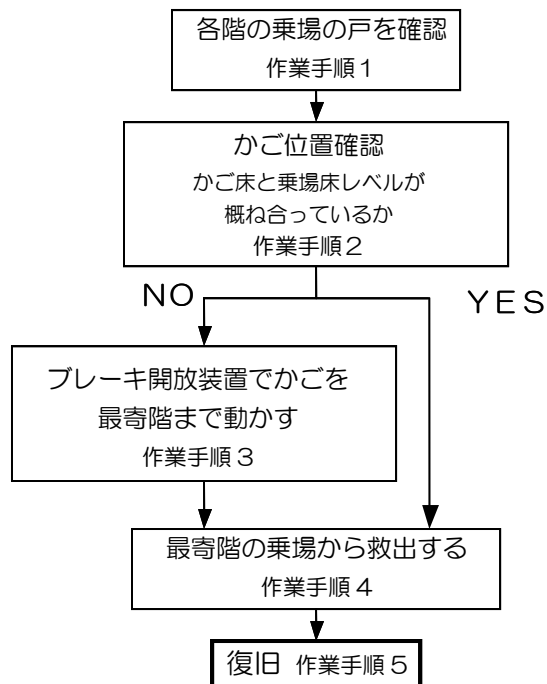 各階の乗場の戸を確認
作業手順１
かご位置確認
かご床と乗場床レベルが
概ね合っているか
作業手順２
ＮＯ
ＹＥＳ
ブレーキ開放装置でかごを
最寄階まで動かす
作業手順３
最寄階の乗場から救出する
作業手順４
復旧 作業手順５